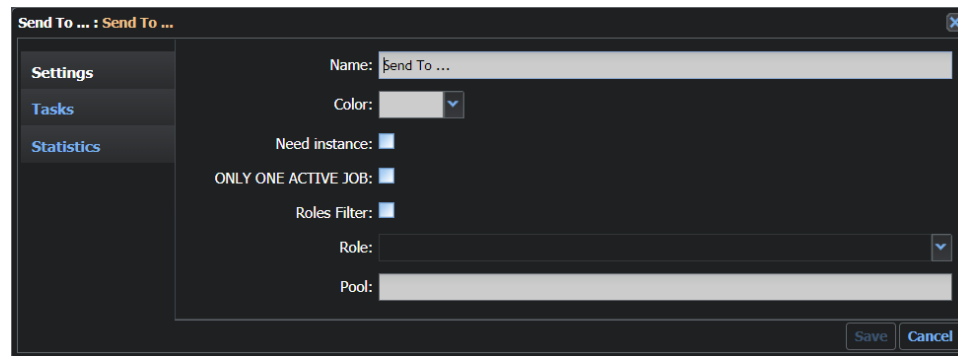 Send To ... : Send To ...
Settings
Tasks
Statistics
Name: Send To ...
Color:
Need instance:
ONLY ONE ACTIVE JOB:
Roles Filter:
Role:
Pool:
Save Cancel